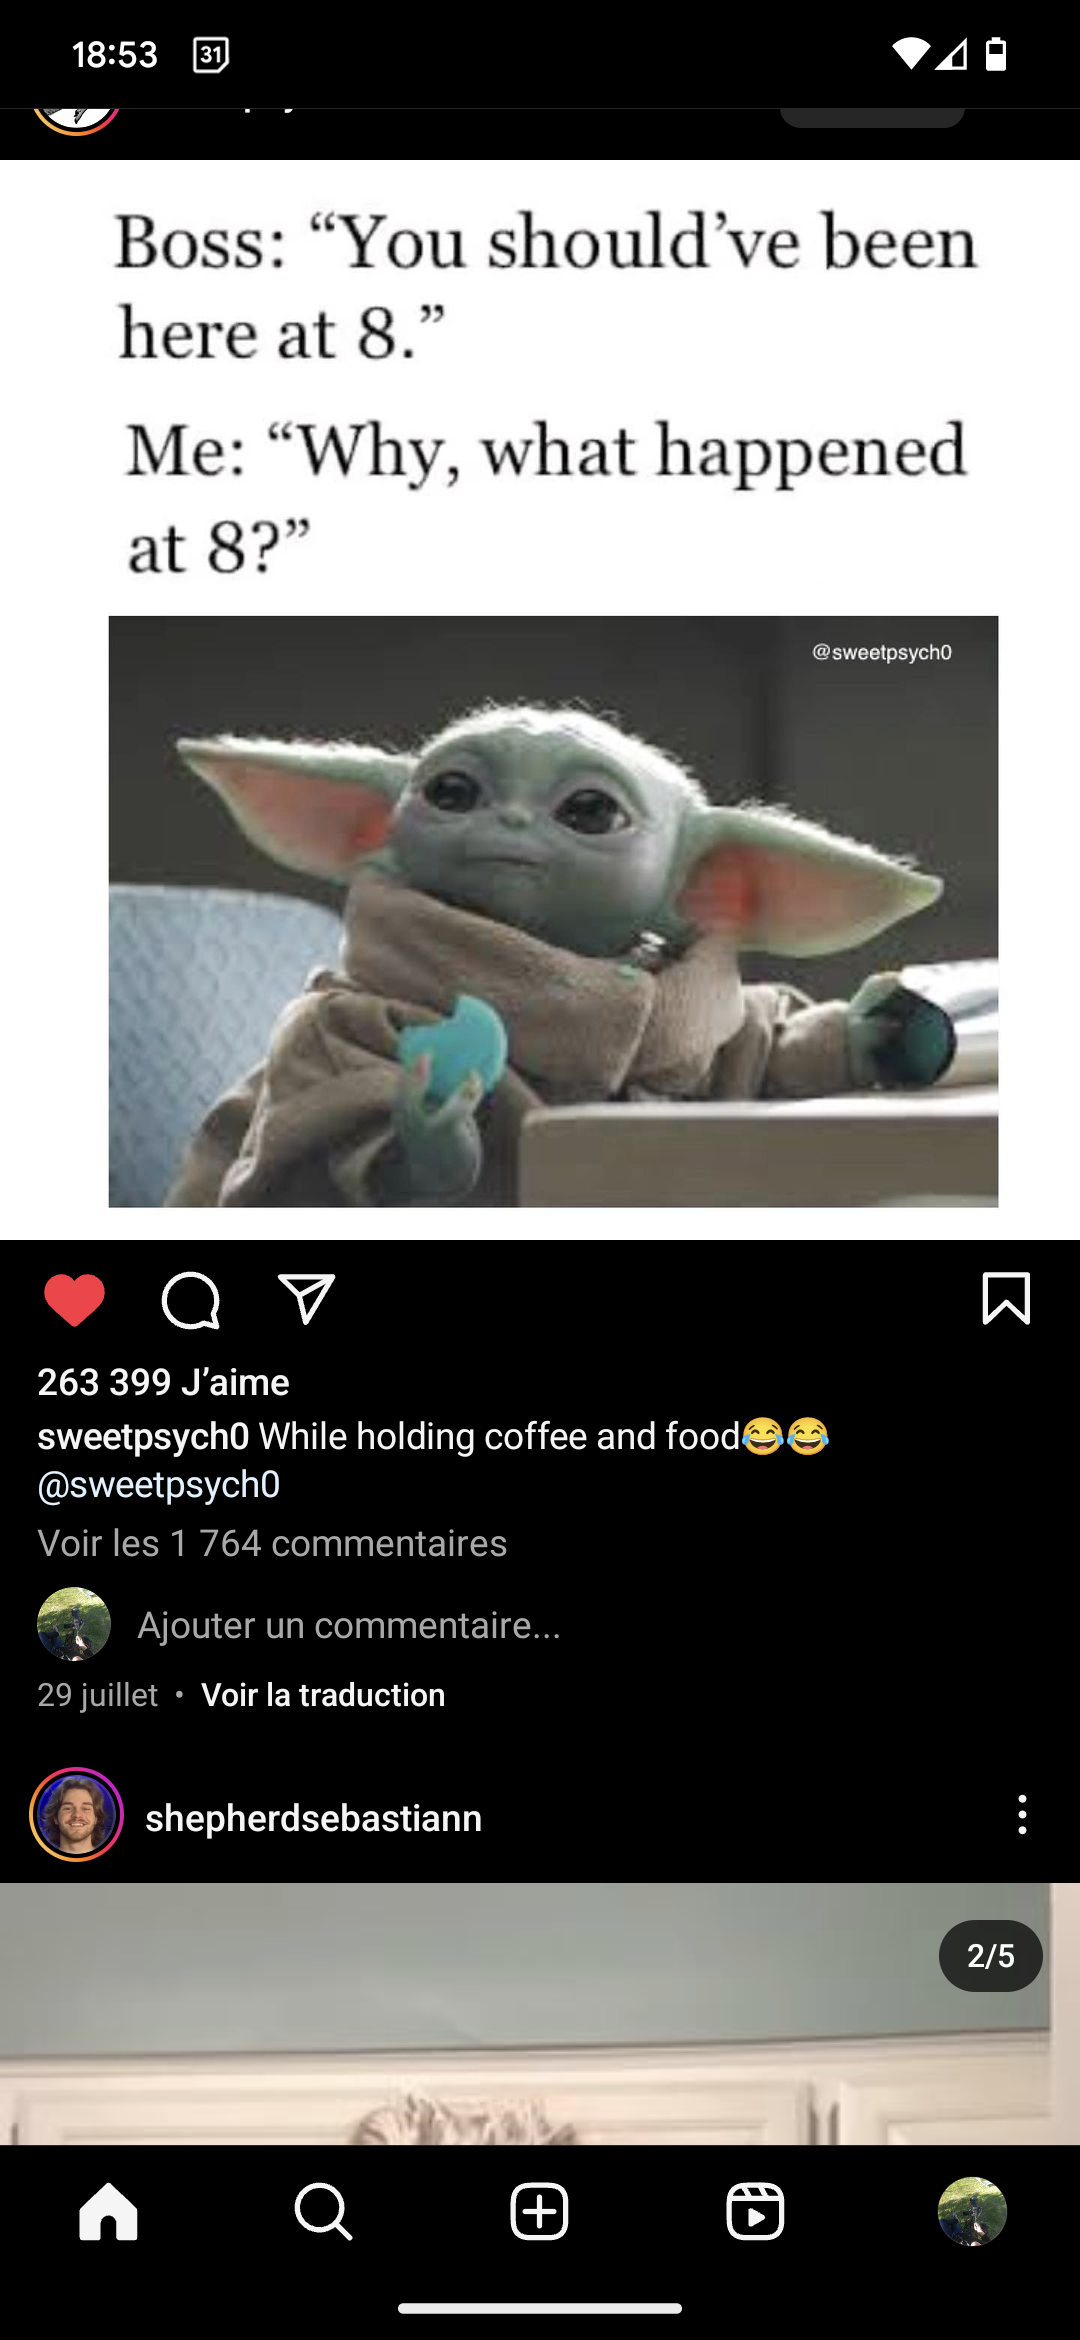 18:53
31
Boss: “You should’ve been
here at 8.”
Me: “Why, what happened
at 8?”
@sweetpsych0
263 399 J’aime
sweetpsych0 While holding coffee and food😂😂
@sweetpsych0
Voir les 1 764 commentaires
Ajouter un commentaire...
29 juillet • Voir la traduction
shepherdsebastiann
2/5